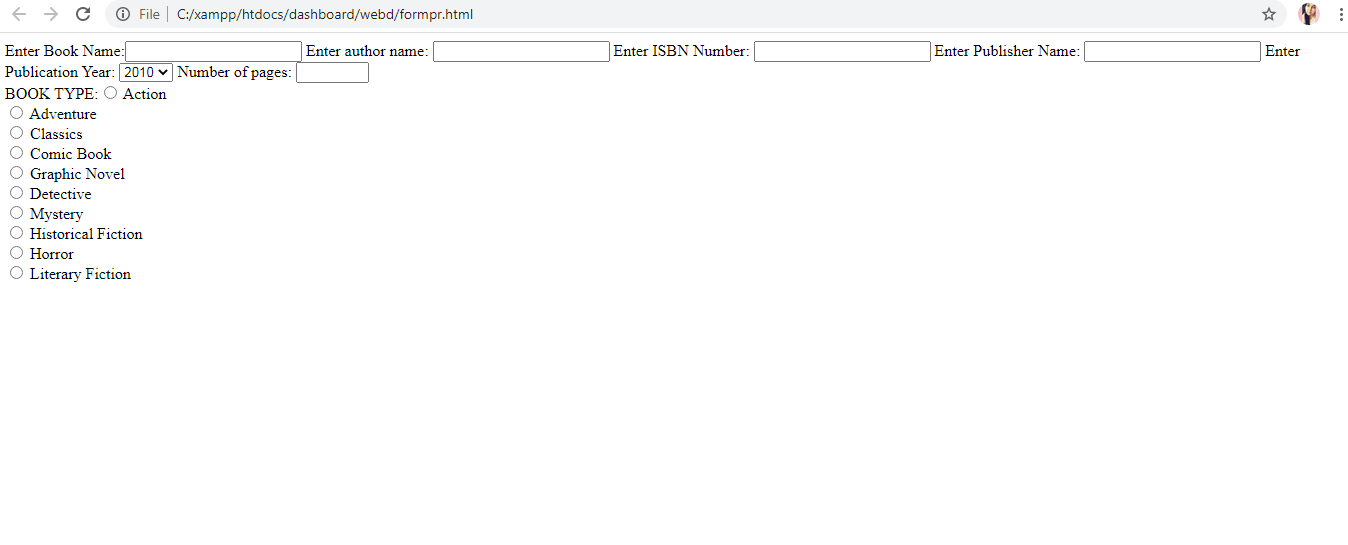 File C:/xampp/htdocs/dashboard/webd/formpr.html
Enter Book Name: Enter author name: Enter ISBN Number: Enter Publisher Name: Enter
Publication Year: 2010 Number of pages:
BOOK TYPE: Action
Adventure
Classics
Comic Book
Graphic Novel
Detective
Mystery
Historical Fiction
Horror
Literary Fiction